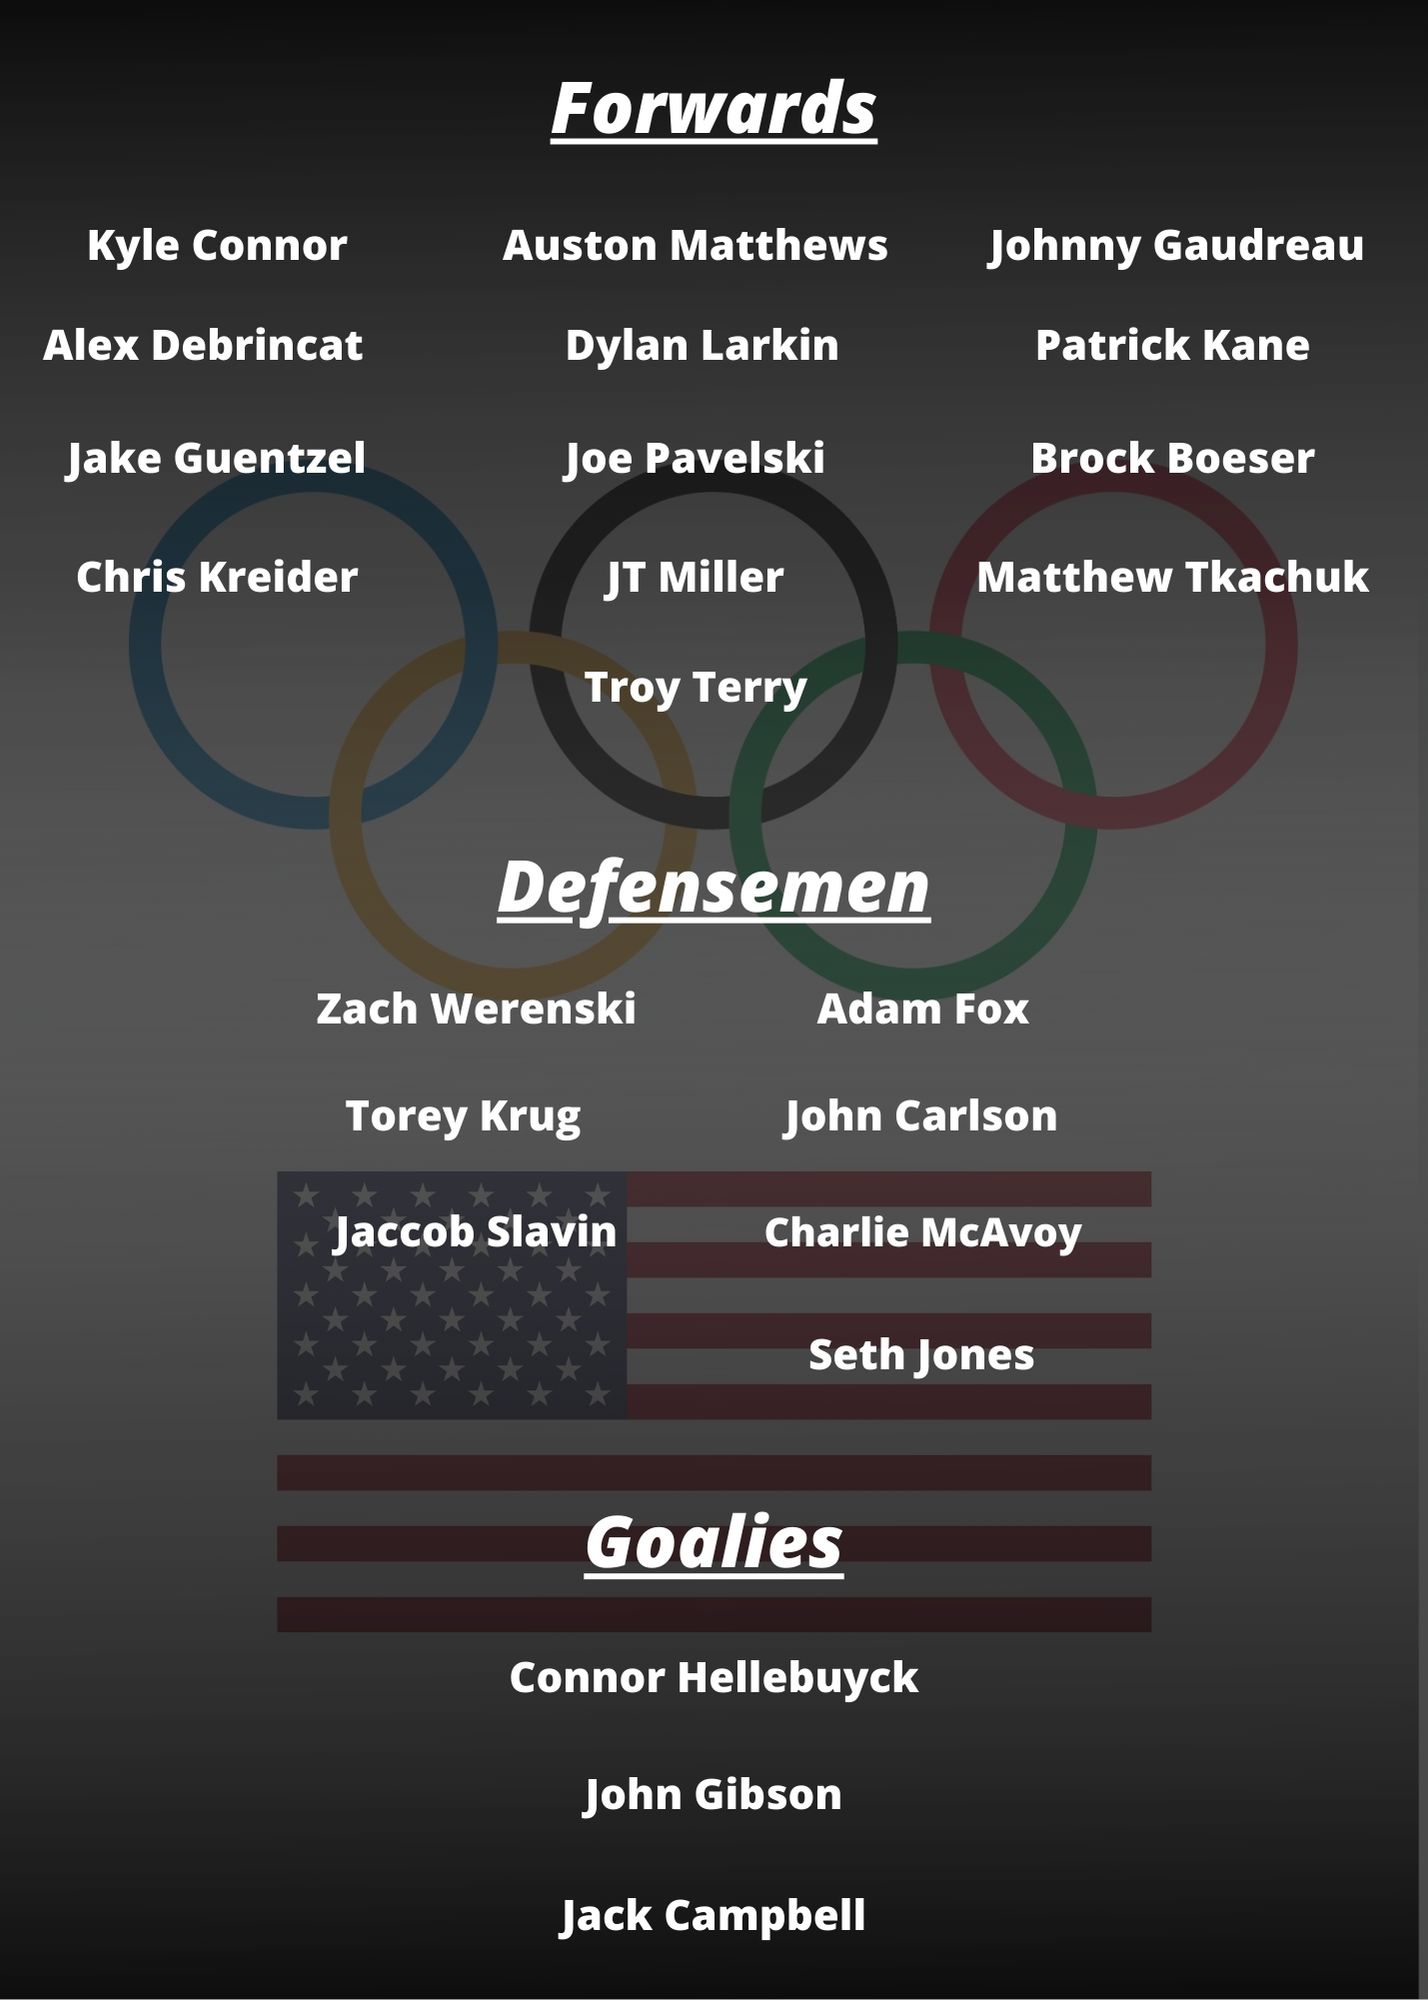 Forwards
Kyle Connor Auston Matthews Johnny Gaudreau
Alex Debrincat Dylan Larkin Patrick Kane
Jake Guentzel Joe Pavelski Brock Boeser
Chris Kreider JT Miller Matthew Tkachuk
Troy Terry
Defensemen
Zach Werenski Adam Fox
Torey Krug John Carlson
Jaccob Slavin Charlie McAvoy
Seth Jones
Goalies
Connor Hellebuyck
John Gibson
Jack Campbell